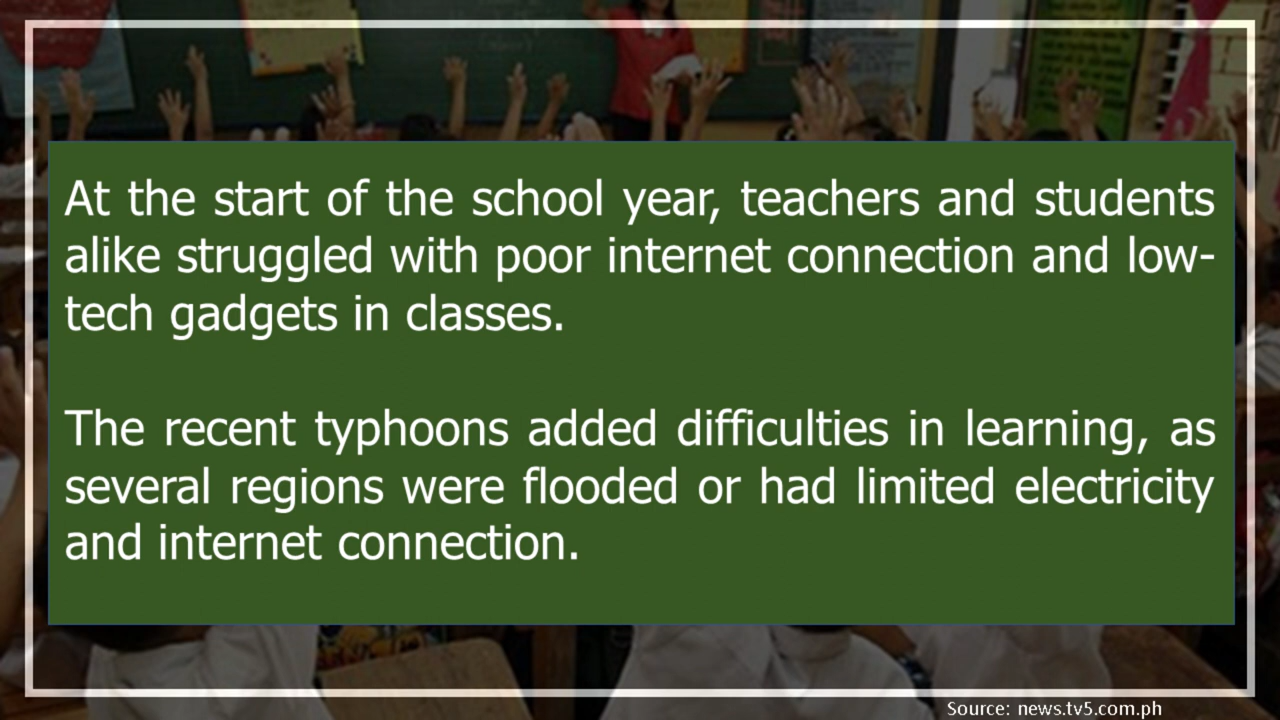 At the start of the school year, teachers and students
alike struggled with poor internet connection and low-
tech gadgets in classes.
The recent typhoons added difficulties in learning, as
several regions were flooded or had limited electricity
and internet connection.
Source: news.tv5.com.ph